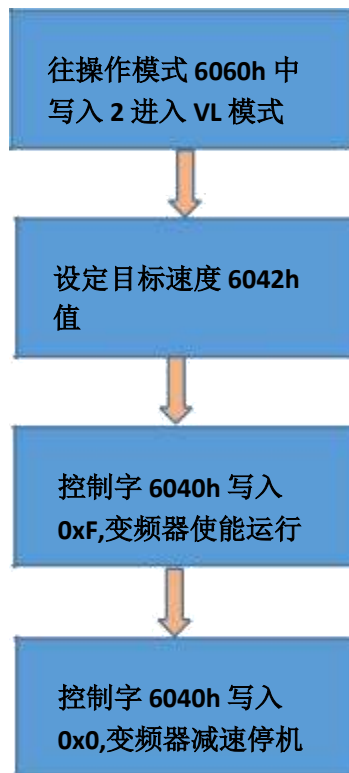 往操作模式 6060h 中
写入 2 进入 VL 模式
设定目标速度 6042h
值
控制字 6040h 写入
0xF,变频器使能运行
控制字 6040h 写入
0x0,变频器减速停机